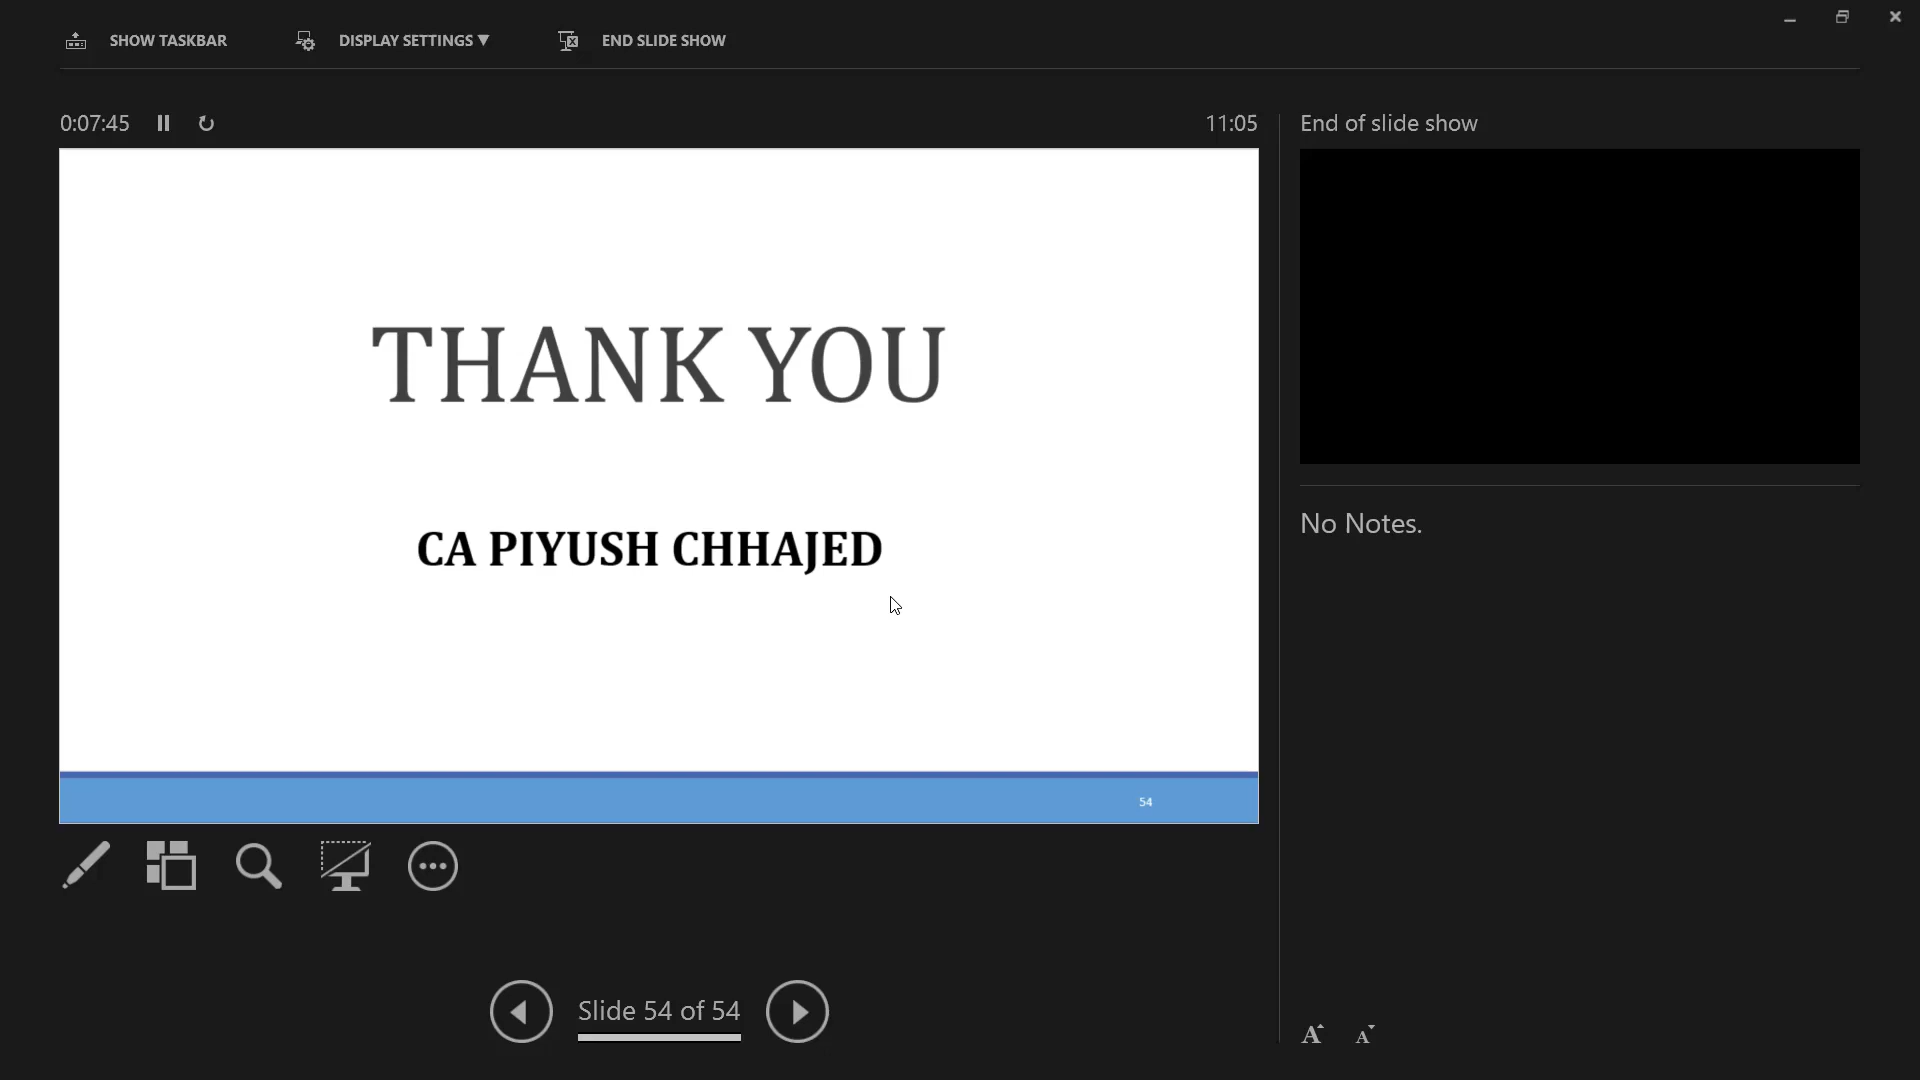 SHOW TASKBAR
DISPLAY SETTINGS ▼
END SLIDE SHOW
0:07:45
11:05
End of slide show
THANK YOU
CA PIYUSH CHHAJED
54
No Notes.
Slide 54 of 54
A A